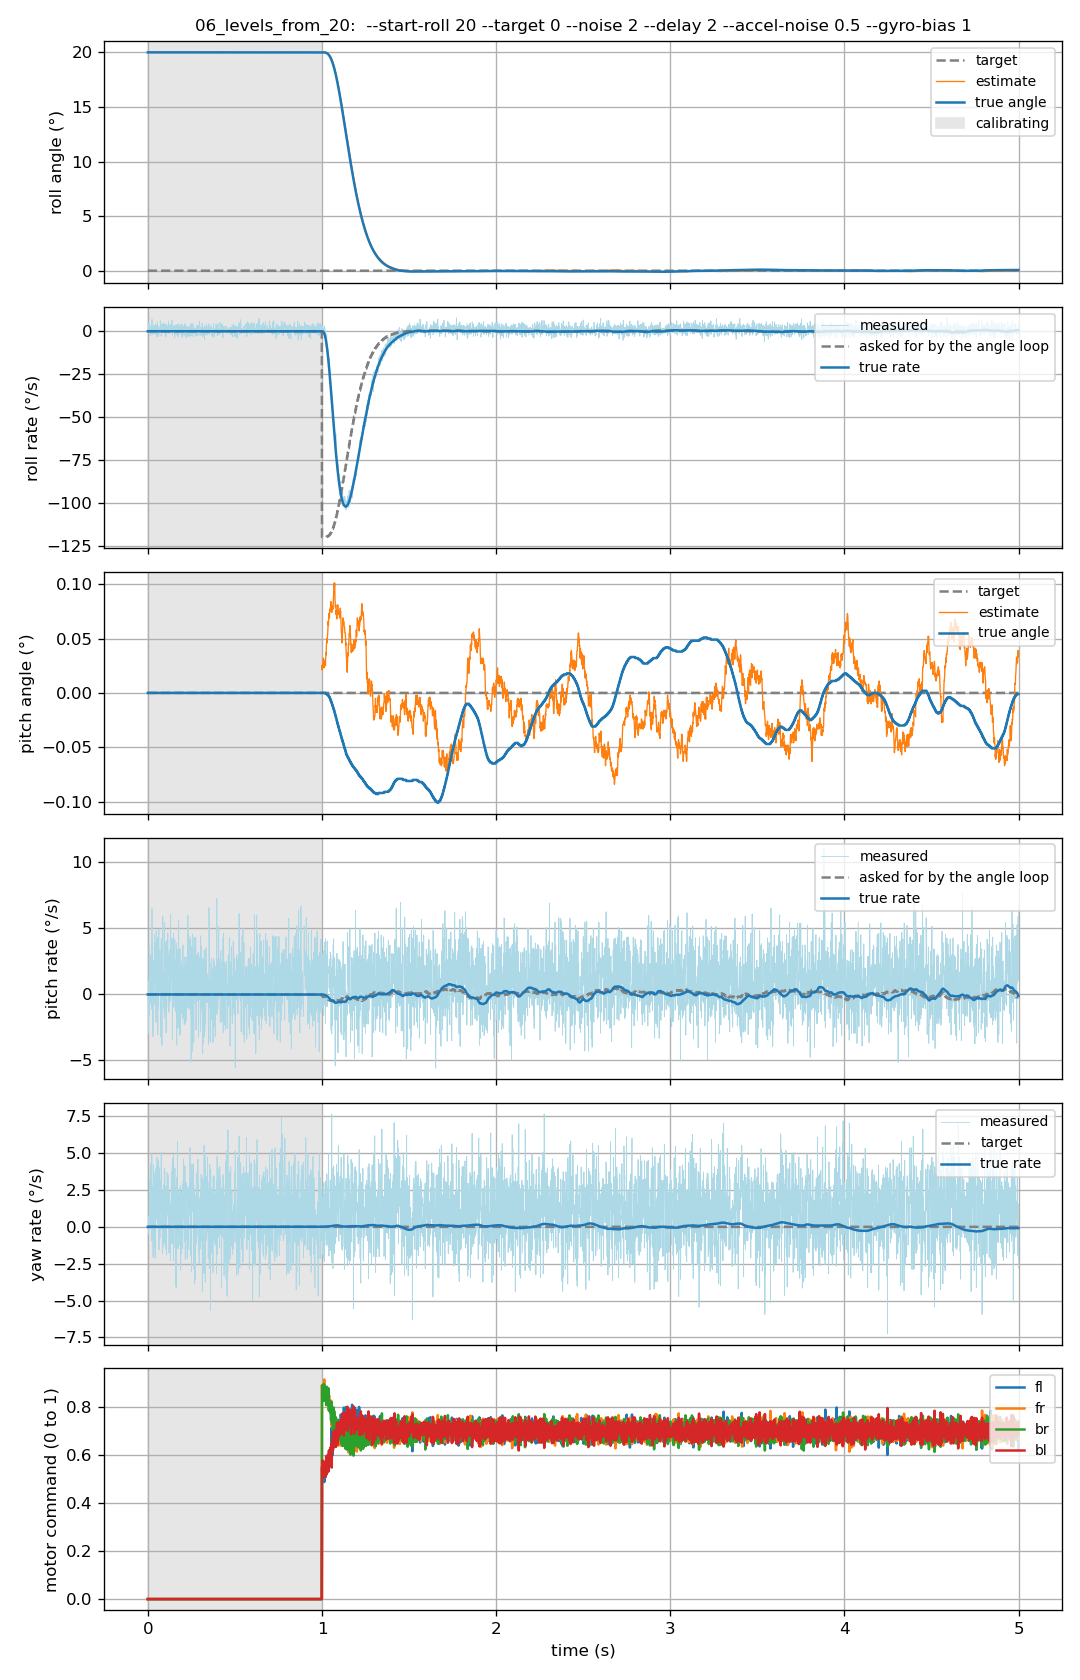 06_levels_from_20:  --start-roll 20 --target 0 --noise 2 --delay 2 --accel-noise 0.5 --gyro-bias 1
roll angle (°)
20
15
10
5
0
target
estimate
true angle
calibrating
roll rate (°/s)
0
−25
−50
−75
−100
−125
measured
asked for by the angle loop
true rate
pitch angle (°)
0.10
0.05
0.00
−0.05
−0.10
target
estimate
true angle
pitch rate (°/s)
10
5
0
−5
measured
asked for by the angle loop
true rate
yaw rate (°/s)
7.5
5.0
2.5
0.0
−2.5
−5.0
−7.5
measured
target
true rate
motor command (0 to 1)
0.8
0.6
0.4
0.2
0.0
fl
fr
br
bl
0 1 2 3 4 5
time (s)